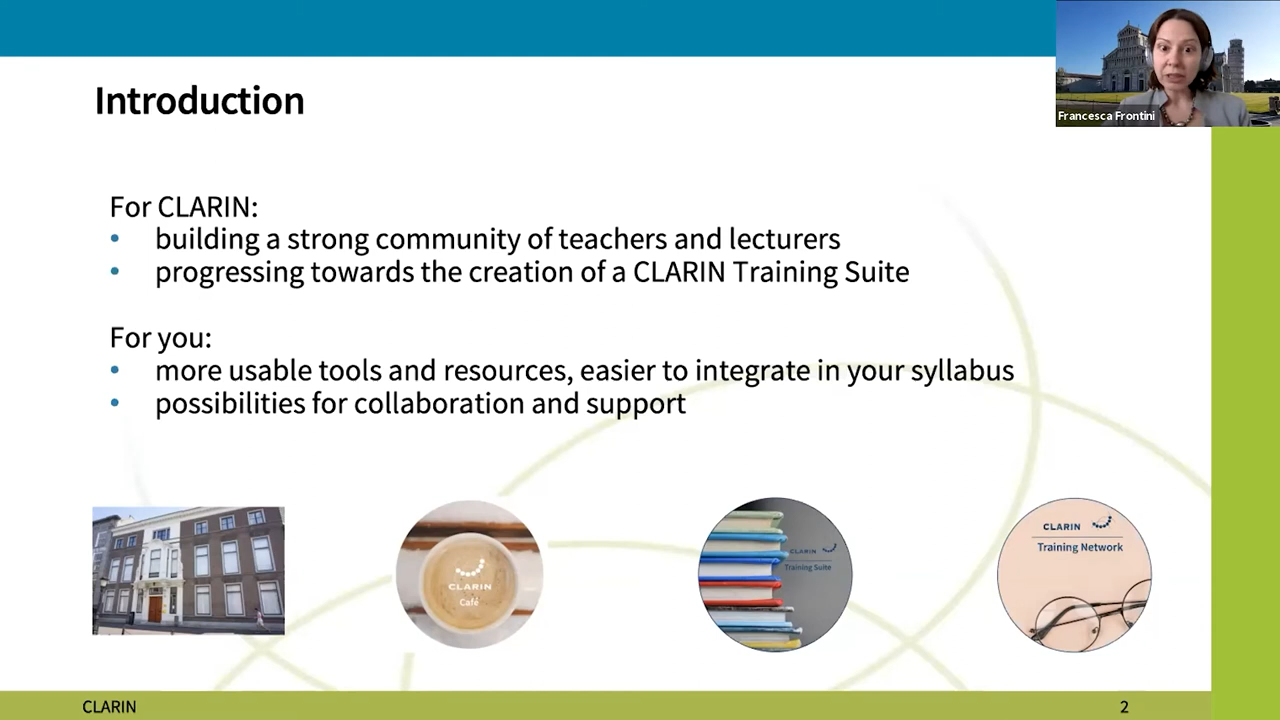 Introduction
Francesca Frontini
For CLARIN:
• building a strong community of teachers and lecturers
• progressing towards the creation of a CLARIN Training Suite
For you:
• more usable tools and resources, easier to integrate in your syllabus
• possibilities for collaboration and support
CLARIN
Café
CLARIN
Training Suite
CLARIN
Training Network
CLARIN
2